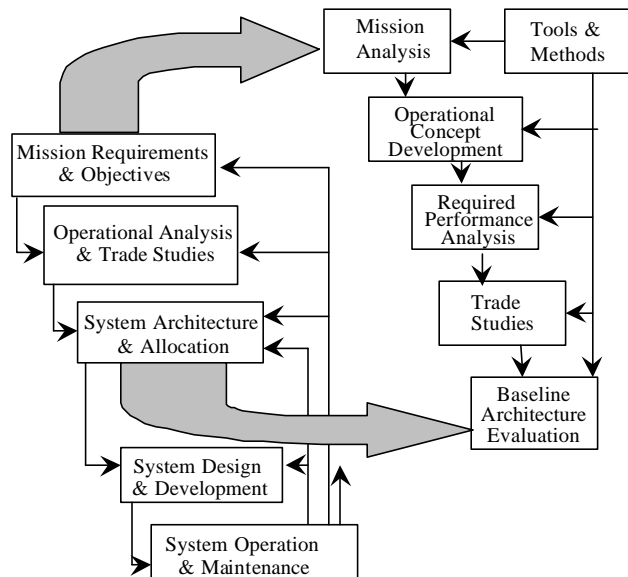 Mission
Analysis
Tools &
Methods
Operational
Concept
Development
Mission Requirements
& Objectives
Required
Performance
Analysis
Operational Analysis
& Trade Studies
System Architecture
& Allocation
Trade
Studies
Baseline
Architecture
Evaluation
System Design
& Development
System Operation
& Maintenance